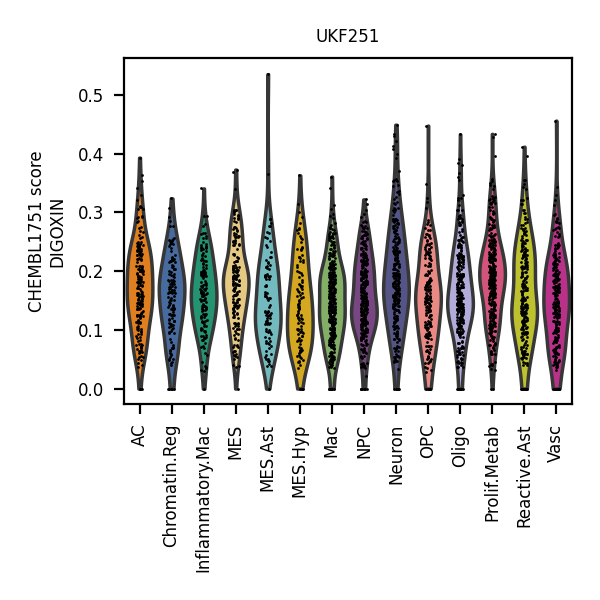 UKF251
CHEMBL1751 score
DIGOXIN
0.5
0.4
0.3
0.2
0.1
0.0
AC
Chromatin.Reg
Inflammatory.Mac
MES
MES.Ast
MES.Hyp
Mac
NPC
Neuron
OPC
Oligo
Prolif.Metab
Reactive.Ast
Vasc